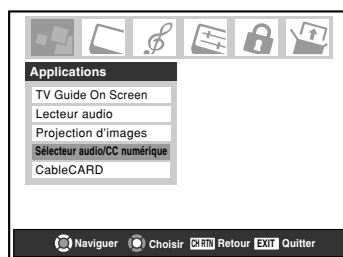 Applications
TV Guide On Screen
Lecteur audio
Projection d'images
Sélecteur audio/CC numérique
CableCARD
Naviguer Choisir CH RTN Retour EXIT Quitter